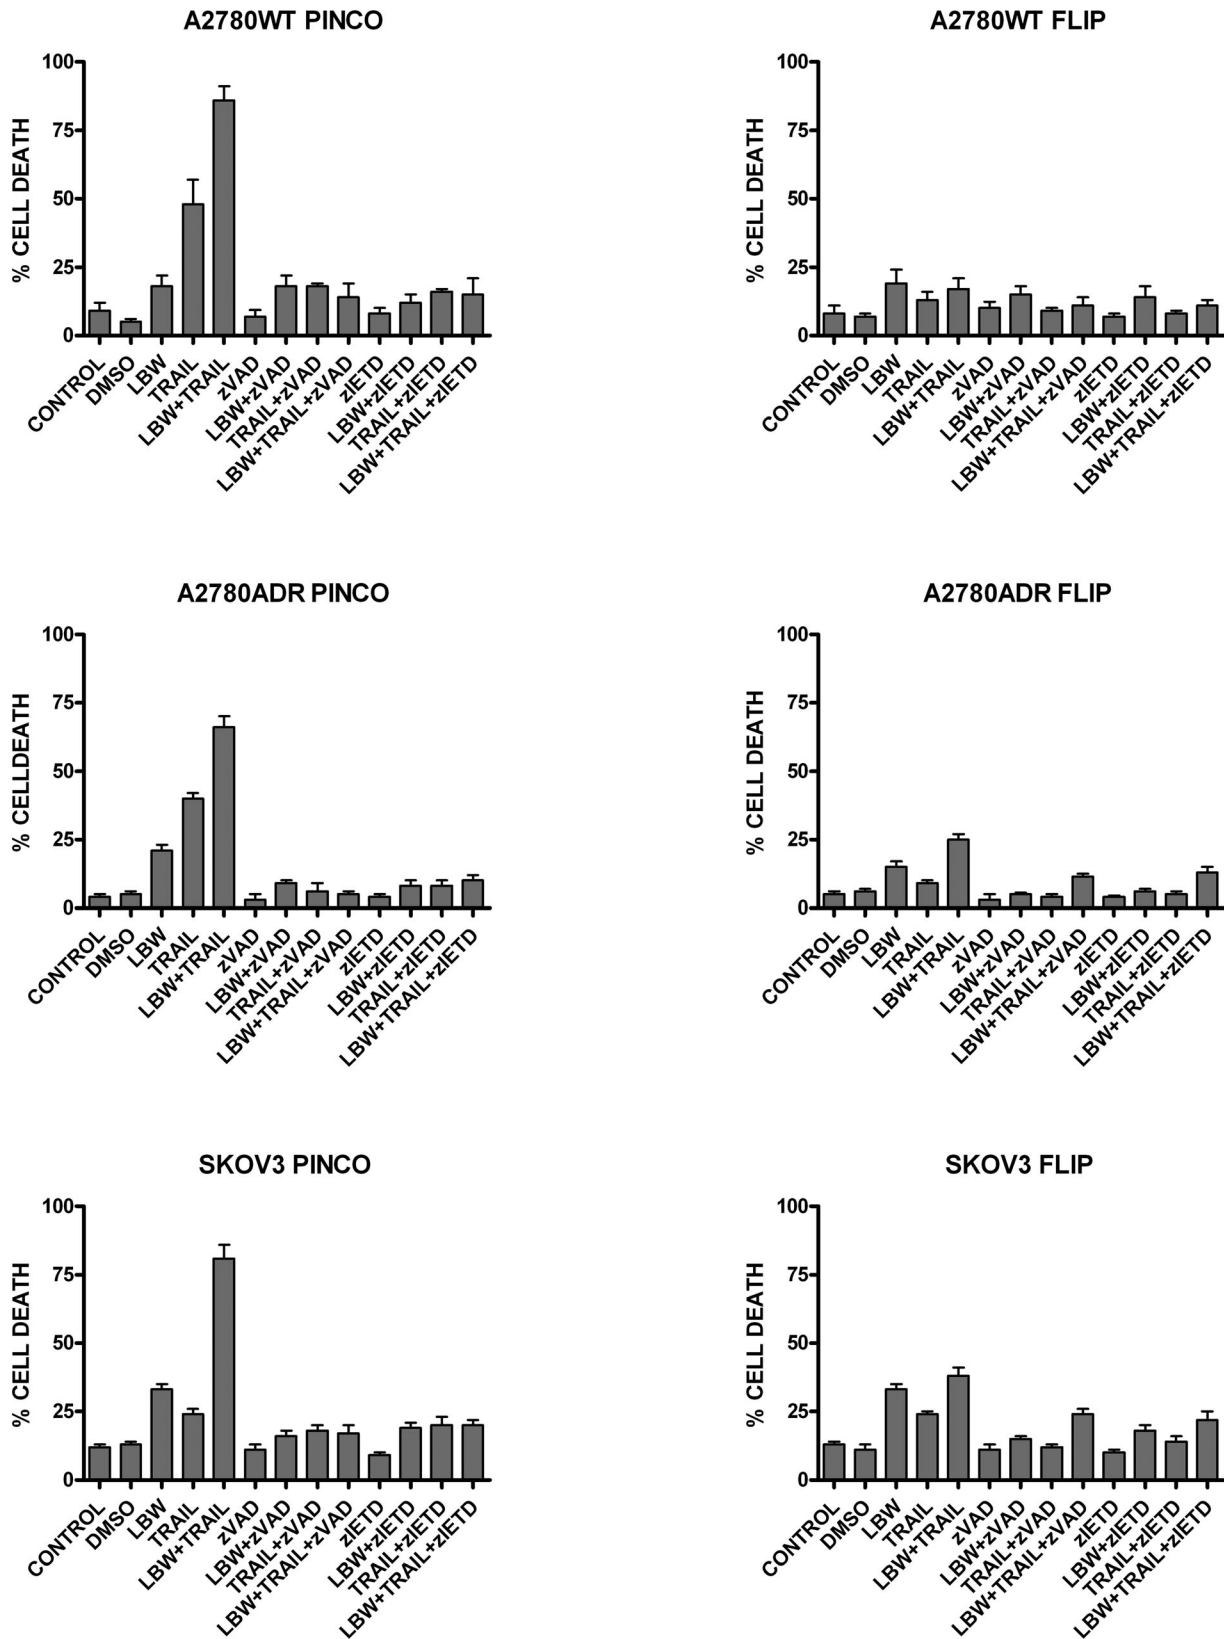 A2780WT PINCO
% CELL DEATH
100
75
50
25
0
CONTROL
DMSO
LBW
TRAIL
LBW+TRAIL
zVAD
LBW+zVAD
TRAIL+zVAD
LBW+TRAIL+zVAD
zIETD
LBW+zIETD
TRAIL+zIETD
LBW+TRAIL+zIETD
A2780WT FLIP
% CELL DEATH
100
75
50
25
0
CONTROL
DMSO
LBW
TRAIL
LBW+TRAIL
zVAD
LBW+zVAD
TRAIL+zVAD
LBW+TRAIL+zVAD
zIETD
LBW+zIETD
TRAIL+zIETD
LBW+TRAIL+zIETD
A2780ADR PINCO
% CELLDEATH
100
75
50
25
0
CONTROL
DMSO
LBW
TRAIL
LBW+TRAIL
zVAD
LBW+zVAD
TRAIL+zVAD
LBW+TRAIL+zVAD
zIETD
LBW+zIETD
TRAIL+zIETD
LBW+TRAIL+zIETD
A2780ADR FLIP
% CELL DEATH
100
75
50
25
0
CONTROL
DMSO
LBW
TRAIL
LBW+TRAIL
zVAD
LBW+zVAD
TRAIL+zVAD
LBW+TRAIL+zVAD
zIETD
LBW+zIETD
TRAIL+zIETD
LBW+TRAIL+zIETD
SKOV3 PINCO
% CELL DEATH
100
75
50
25
0
CONTROL
DMSO
LBW
TRAIL
LBW+TRAIL
zVAD
LBW+zVAD
TRAIL+zVAD
LBW+TRAIL+zVAD
zIETD
LBW+zIETD
TRAIL+zIETD
LBW+TRAIL+zIETD
SKOV3 FLIP
% CELL DEATH
100
75
50
25
0
CONTROL
DMSO
LBW
TRAIL
LBW+TRAIL
zVAD
LBW+zVAD
TRAIL+zVAD
LBW+TRAIL+zVAD
zIETD
LBW+zIETD
TRAIL+zIETD
LBW+TRAIL+zIETD